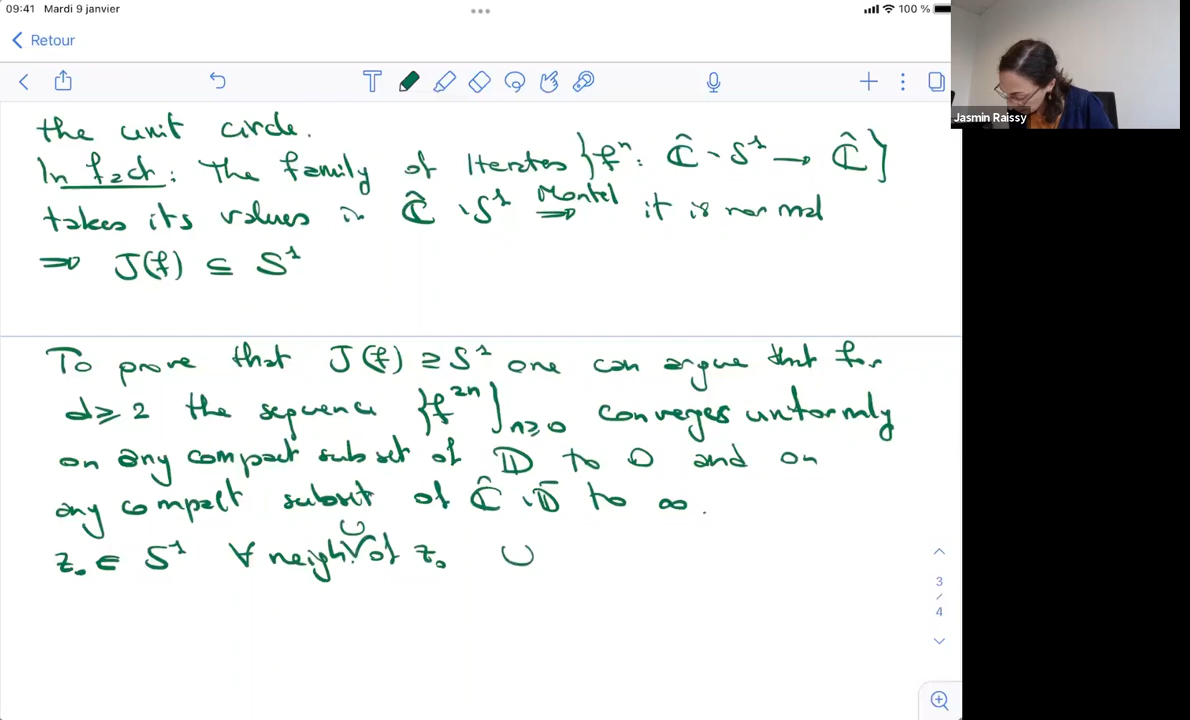 09:41 Mardi 9 janvier
100 %
Retour
Jasmin Raissy
the unit circle.
In fact: The family of Iterates {fⁿ: Ĉ∖S¹ → Ĉ}
takes its values in Ĉ∖S¹ Montel ⇒ it is normal
⇒ J(f) ⊆ S¹
To prove that J(f) ⊇ S¹ one can argue that for
d ≥ 2 the sequence {f²ⁿ}ₙ≥₀ converges uniformly
on any compact subset of 𝔻 to 0 and on
any compact subset of Ĉ∖𝔻̄ to ∞.
z₀ ∈ S¹ ∀ neigh. U of z₀ U
3
/
4